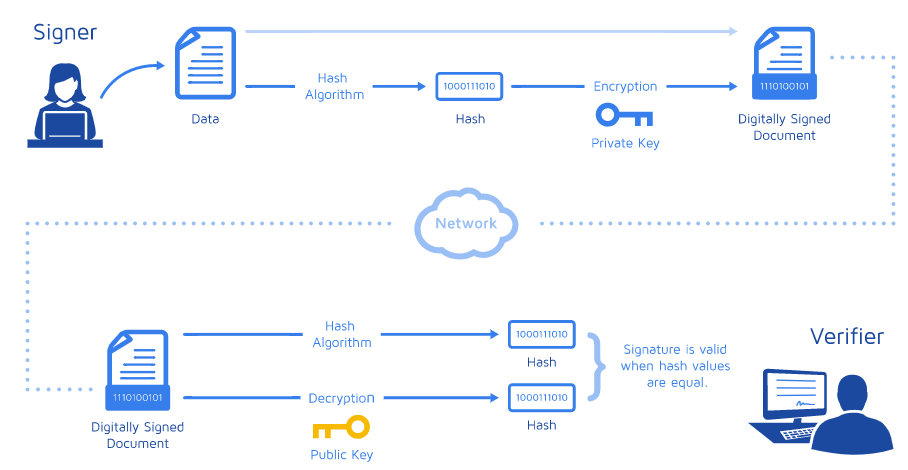 Signer
Data
Hash
Algorithm
1000111010
Hash
Encryption
Private Key
1110100101
Digitally Signed
Document
Network
1110100101
Digitally Signed
Document
Hash
Algorithm
1000111010
Hash
Decryption
Public Key
1000111010
Hash
Signature is valid
when hash values
are equal.
Verifier